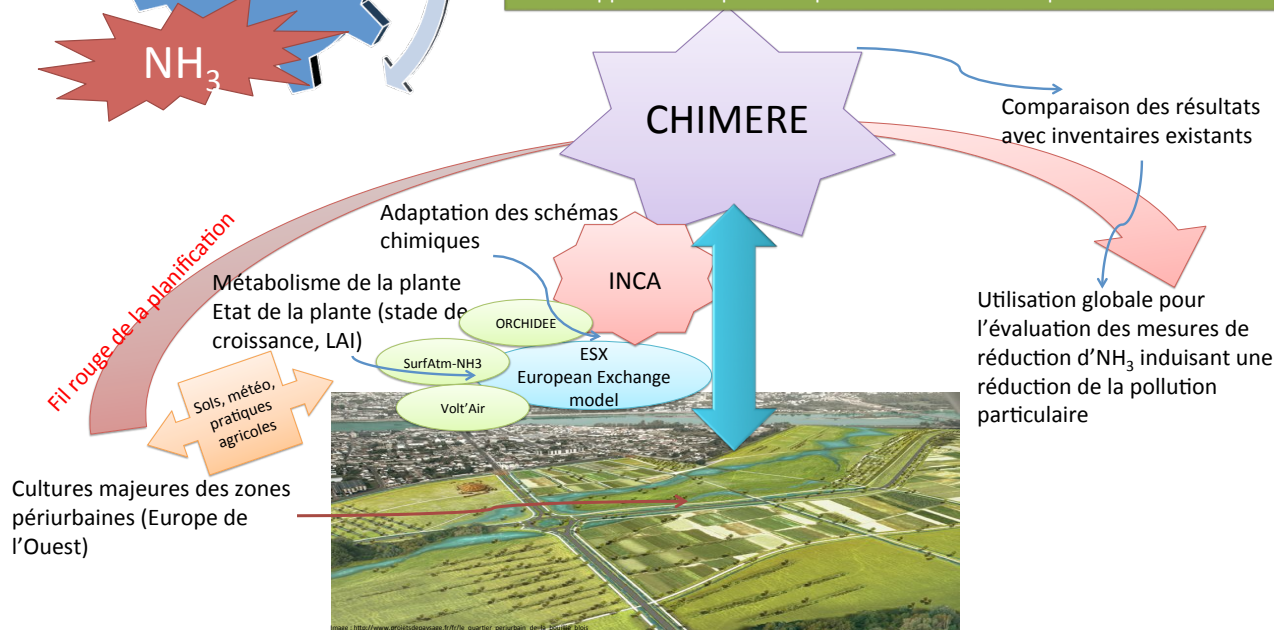 NH3
CHIMERE
Comparaison des résultats
avec inventaires existants
Fil rouge de la planification
Adaptation des schémas
chimiques
INCA
Métabolisme de la plante
Etat de la plante (stade de
croissance, LAI)
ORCHIDEE
SurfAtm-NH3
ESX
European Exchange
model
Volt'Air
Utilisation globale pour
l'évaluation des mesures de
réduction d'NH3 induisant une
réduction de la pollution
particulaire
Sols, météo,
pratiques
agricoles
Cultures majeures des zones
périurbaines (Europe de
l'Ouest)